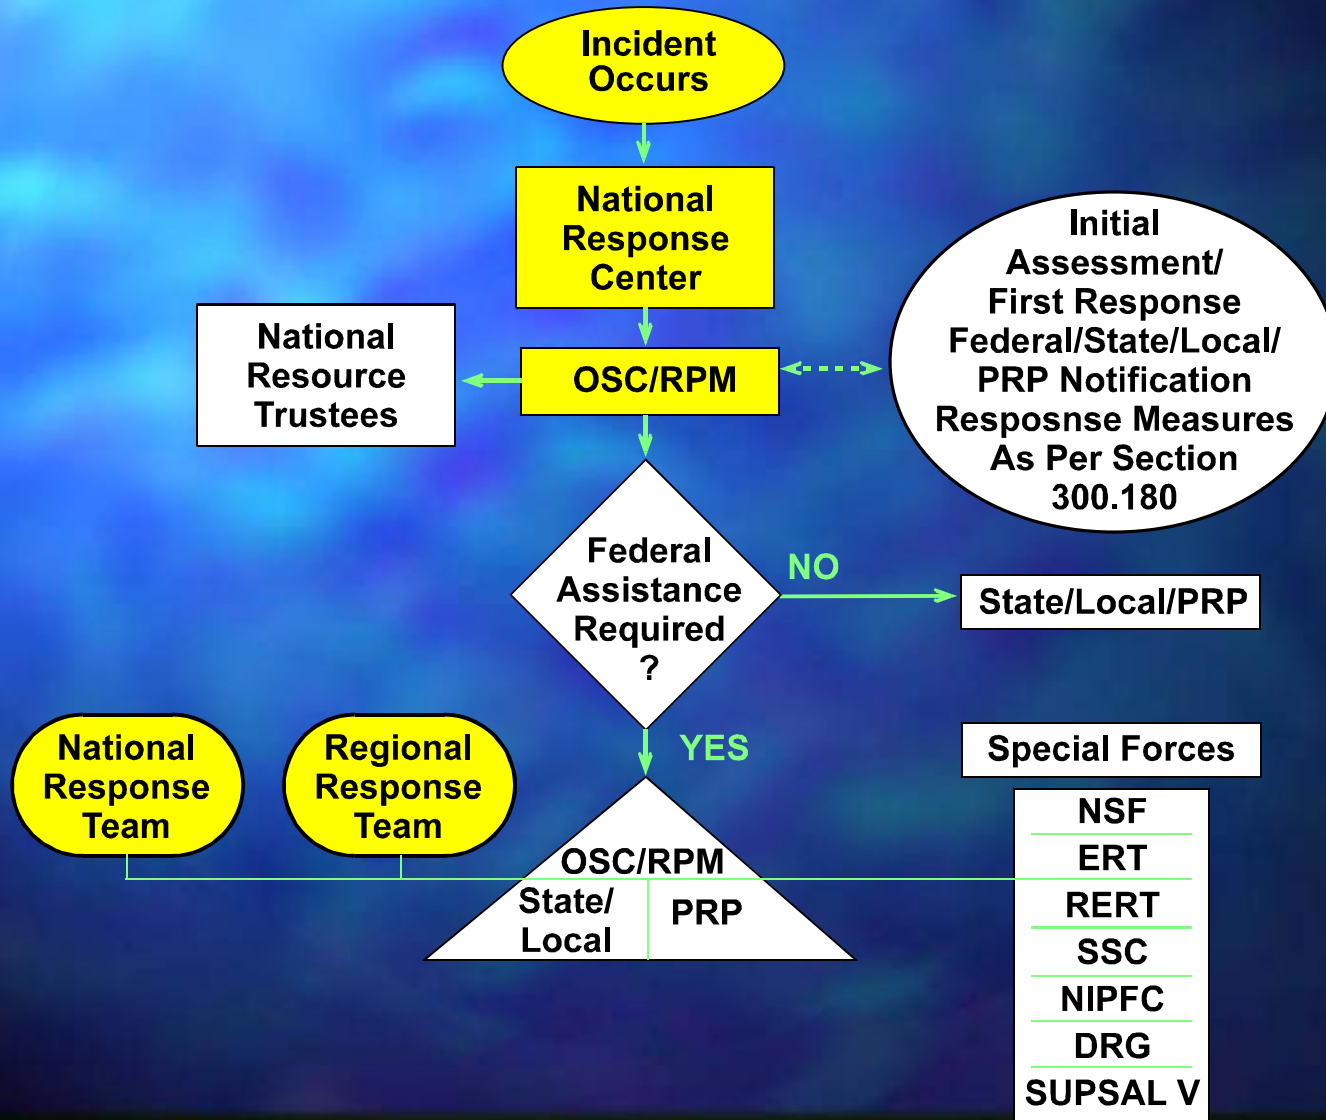 Incident
Occurs
National
Response
Center
National
Resource
Trustees
OSC/RPM
Initial
Assessment/
First Response
Federal/State/Local/
PRP Notification
Resposnse Measures
As Per Section
300.180
Federal
Assistance
Required
?
NO
State/Local/PRP
YES
National
Response
Team
Regional
Response
Team
OSC/RPM
State/
Local
PRP
Special Forces
NSF
ERT
RERT
SSC
NIPFC
DRG
SUPSAL V